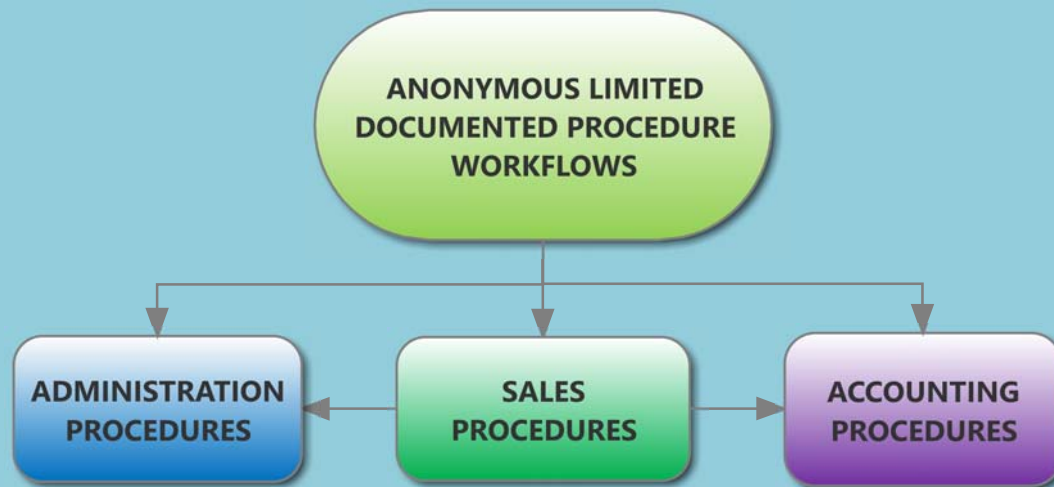 ANONYMOUS LIMITED
DOCUMENTED PROCEDURE
WORKFLOWS
ADMINISTRATION
PROCEDURES
SALES
PROCEDURES
ACCOUNTING
PROCEDURES